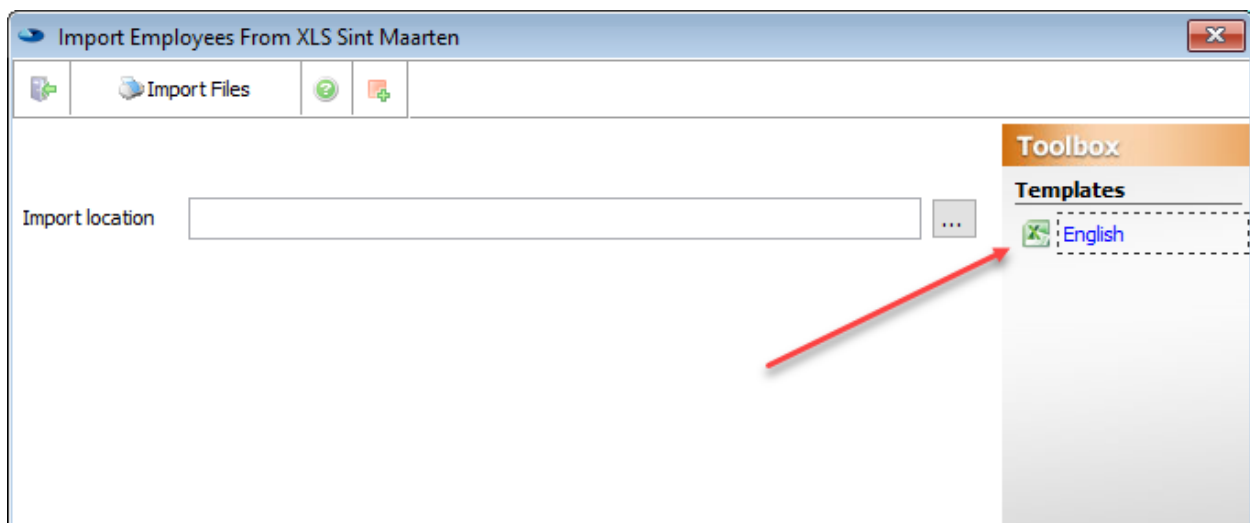 Import Employees From XLS Sint Maarten
Import Files
Toolbox
Templates
Import location
...
English